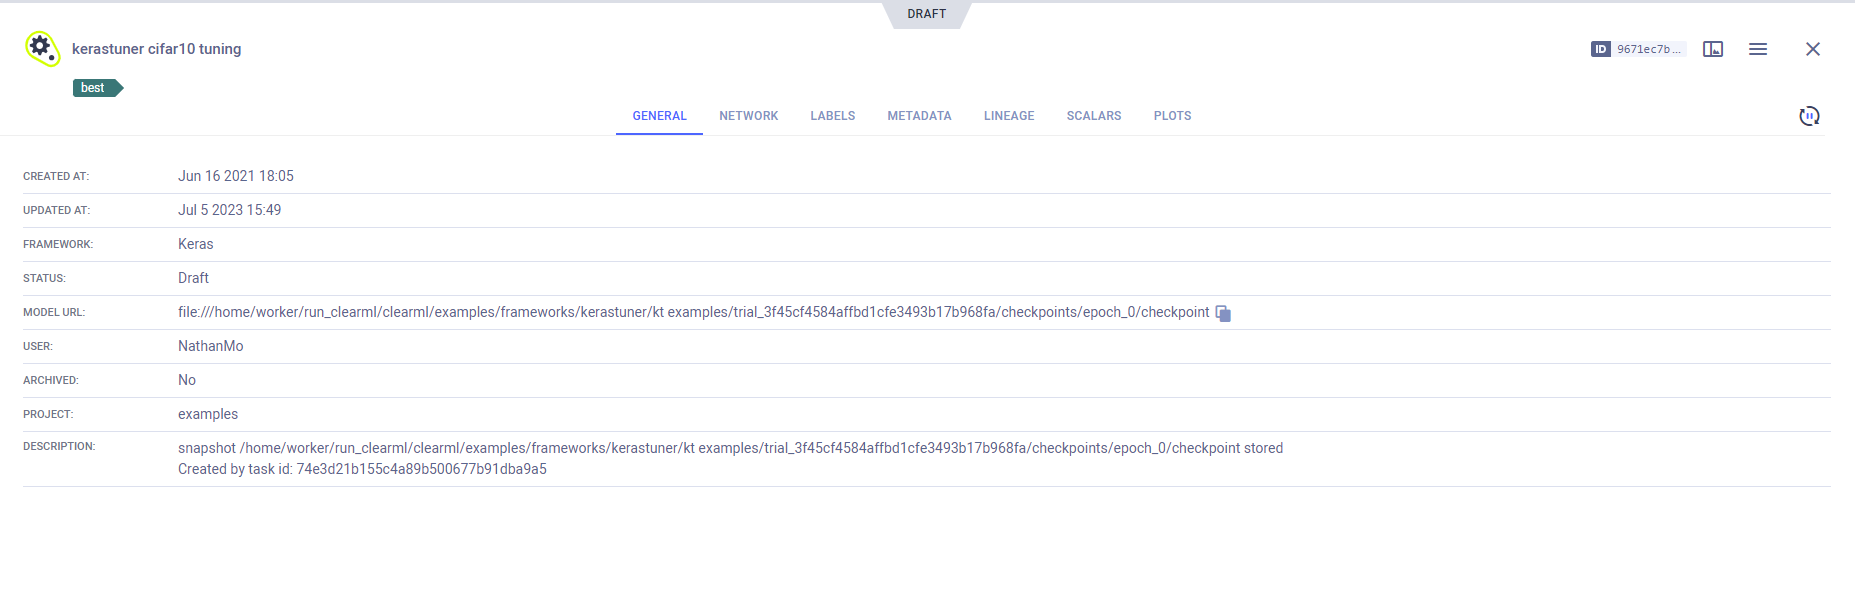 DRAFT
kerastuner cifar10 tuning
ID 9671ec7b...
best
GENERAL NETWORK LABELS METADATA LINEAGE SCALARS PLOTS
CREATED AT: Jun 16 2021 18:05
UPDATED AT: Jul 5 2023 15:49
FRAMEWORK: Keras
STATUS: Draft
MODEL URL: file:///home/worker/run_clearml/clearml/examples/frameworks/kerastuner/kt examples/trial_3f45cf4584affbd1cfe3493b17b968fa/checkpoints/epoch_0/checkpoint
USER: NathanMo
ARCHIVED: No
PROJECT: examples
DESCRIPTION: snapshot /home/worker/run_clearml/clearml/examples/frameworks/kerastuner/kt examples/trial_3f45cf4584affbd1cfe3493b17b968fa/checkpoints/epoch_0/checkpoint stored
Created by task id: 74e3d21b155c4a89b500677b91dba9a5